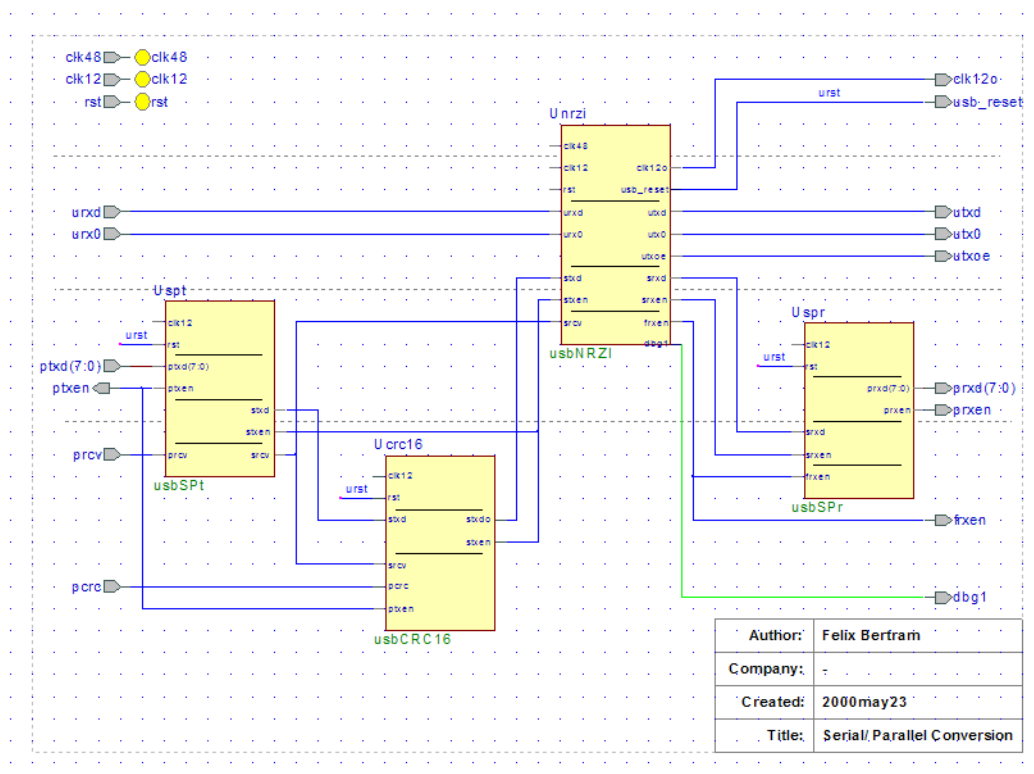 clk48 clk48
clk12 clk12
rst rst
clk12o
urst
usb_reset
Unrzi
clk48
clk12 clk12o
rst usb_reset
urxd urxd utxd utxd
urx0 urx0 utx0 utx0
utxoe utxoe
stxd srxd
stxen srxen
srcv frxen
dbg1
usbNRZI
Uspt
clk12
urst rst
ptxd(7:0) ptxd(7:0)
ptxen ptxen
stxd
stxen
prcv prcv srcv
usbSPt
Uspr
clk12
urst rst
prxd(7:0) prxd(7:0)
prxen prxen
srxd
srxen
frxen
usbSPr
frxen
Ucrc16
clk12
urst rst
stxd stxdo
stxen
srcv
pcrc pcrc
ptxen
usbCRC16
dbg1
Author: Felix Bertram
Company: -
Created: 2000may23
Title: Serial/Parallel Conversion